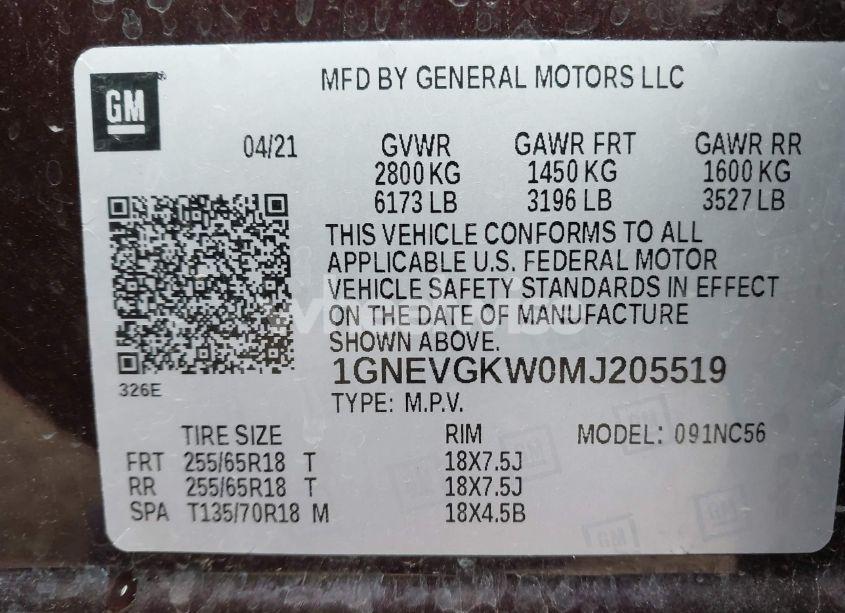 MFD BY GENERAL MOTORS LLC
GM
04/21 GVWR GAWR FRT GAWR RR
2800 KG 1450 KG 1600 KG
6173 LB 3196 LB 3527 LB
THIS VEHICLE CONFORMS TO ALL
APPLICABLE U.S. FEDERAL MOTOR
VEHICLE SAFETY STANDARDS IN EFFECT
ON THE DATE OF MANUFACTURE
SHOWN ABOVE.
1GNEVGKW0MJ205519
326E
TYPE: M.P.V.
TIRE SIZE RIM MODEL: 091NC56
FRT 255/65R18 T 18X7.5J
RR 255/65R18 T 18X7.5J
SPA T135/70R18 M 18X4.5B
GM
GM